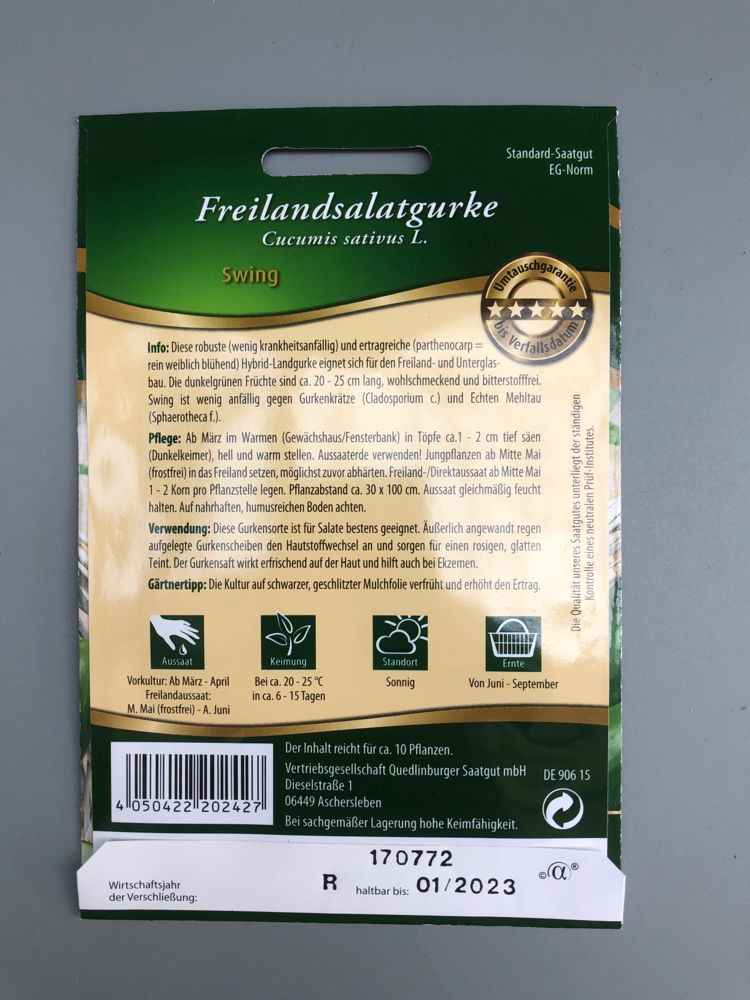 Standard-Saatgut
EG-Norm
Freilandsalatgurke
Cucumis sativus L.
Swing
Umtauschgarantie
bis Verfallsdatum
Info: Diese robuste (wenig krankheitsanfällig) und ertragreiche (parthenocarp =
rein weiblich blühend) Hybrid-Landgurke eignet sich für den Freiland- und Unterglas-
bau. Die dunkelgrünen Früchte sind ca. 20 - 25 cm lang, wohlschmeckend und bitterstofffrei.
Swing ist wenig anfällig gegen Gurkenkrätze (Cladosporium c.) und Echten Mehltau
(Sphaerotheca f.).
Pflege: Ab März im Warmen (Gewächshaus/Fensterbank) in Töpfe ca.1 - 2 cm tief säen
(Dunkelkeimer), hell und warm stellen. Aussaaterde verwenden! Jungpflanzen ab Mitte Mai
(frostfrei) in das Freiland setzen, möglichst zuvor abhärten. Freiland-/Direktaussaat ab Mitte Mai
1 - 2 Korn pro Pflanzstelle legen. Pflanzabstand ca. 30 x 100 cm. Aussaat gleichmäßig feucht
halten. Auf nahrhaften, humusreichen Boden achten.
Verwendung: Diese Gurkensorte ist für Salate bestens geeignet. Äußerlich angewandt regen
aufgelegte Gurkenscheiben den Hautstoffwechsel an und sorgen für einen rosigen, glatten
Teint. Der Gurkensaft wirkt erfrischend auf der Haut und hilft auch bei Ekzemen.
Gärtnertipp: Die Kultur auf schwarzer, geschlitzter Mulchfolie verfrüht und erhöht den Ertrag.
Die Qualität unseres Saatgutes unterliegt der ständigen
Kontrolle eines neutralen Prüf-Institutes.
Aussaat
Vorkultur: Ab März - April
Freilandaussaat:
M. Mai (frostfrei) - A. Juni
Keimung
Bei ca. 20 - 25 °C
in ca. 6 - 15 Tagen
Standort
Sonnig
Ernte
Von Juni - September
4 050422 202427
Der Inhalt reicht für ca. 10 Pflanzen.
Vertriebsgesellschaft Quedlinburger Saatgut mbH
Dieselstraße 1
06449 Aschersleben
Bei sachgemäßer Lagerung hohe Keimfähigkeit.
DE 906 15
170772
Wirtschaftsjahr
der Verschließung:
R haltbar bis: 01/2023
©α®